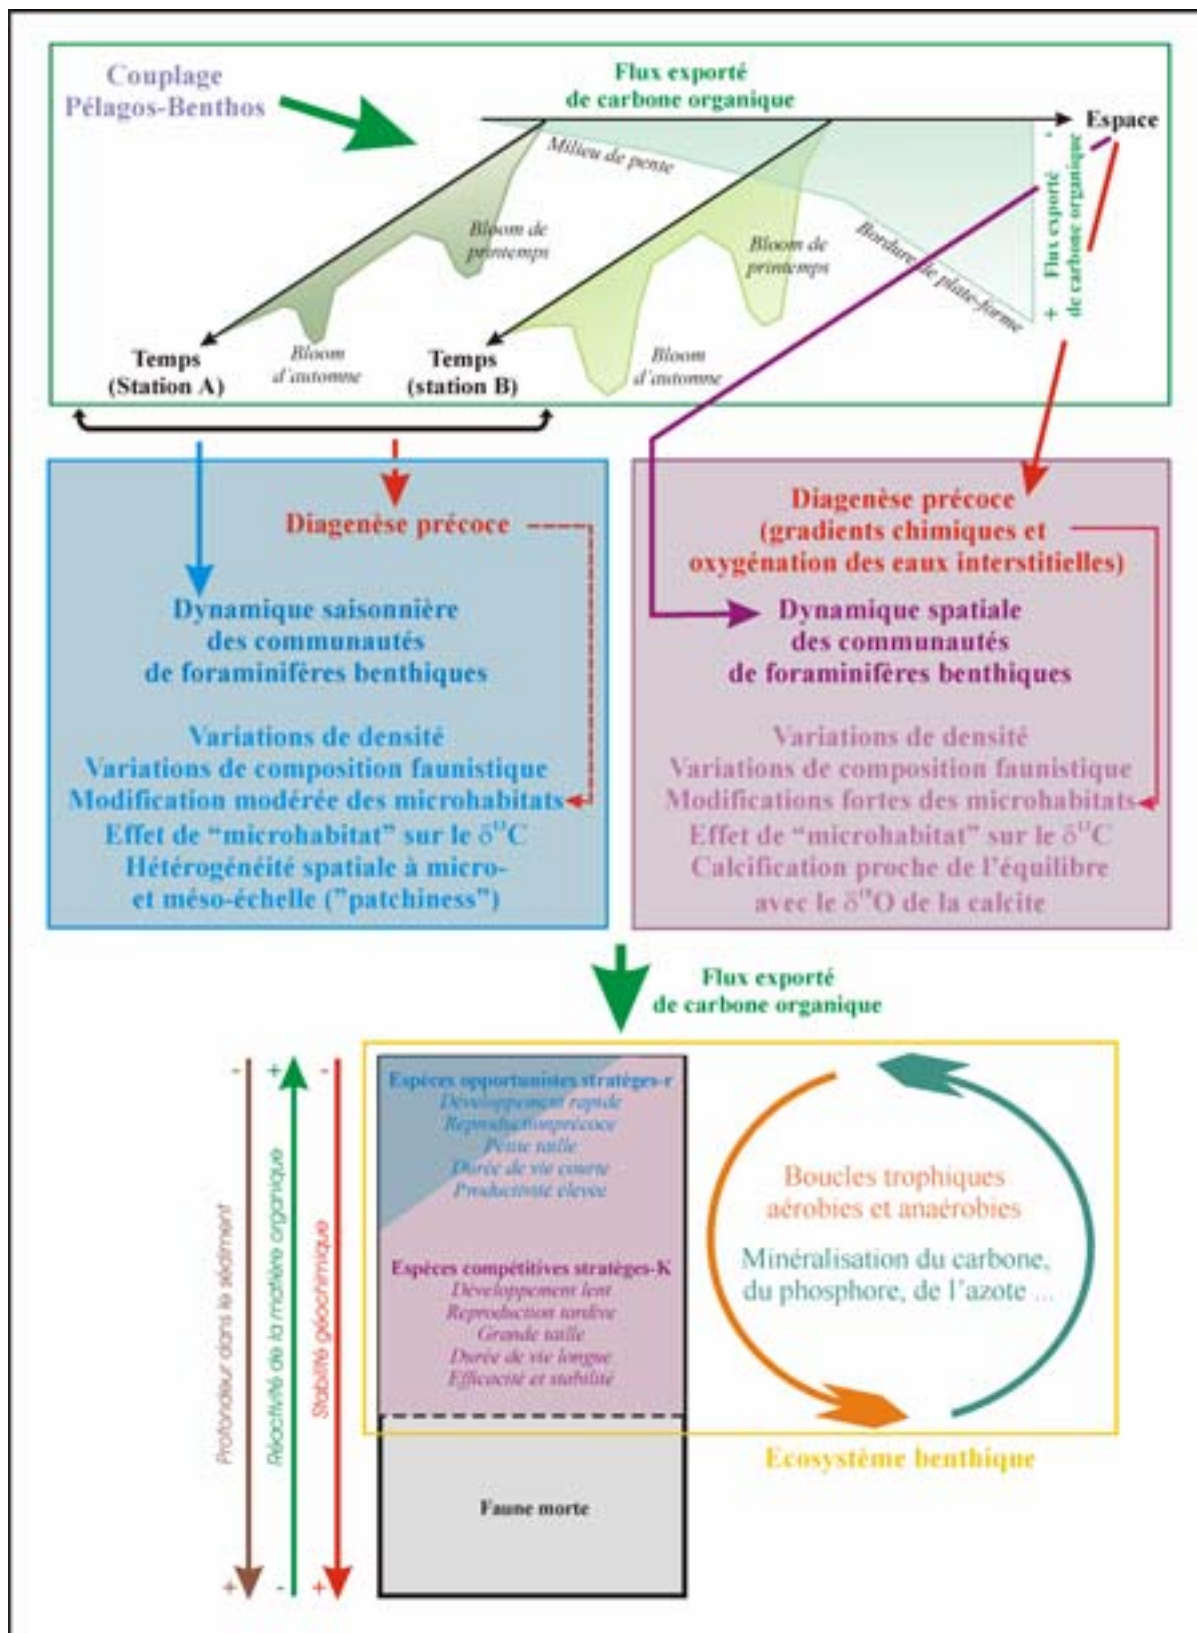 Couplage
Pélagos-Benthos
Flux exporté
de carbone organique
Espace
Milieu de pente
Bordure de plate-forme
-
+
Flux exporté
de carbone organique
Bloom de
printemps
Bloom de
printemps
Temps
(Station A)
Bloom
d'automne
Temps
(station B)
Bloom
d'automne
Diagenèse précoce
Dynamique saisonnière
des communautés
de foraminifères benthiques
Variations de densité
Variations de composition faunistique
Modification modérée des microhabitats
Effet de "microhabitat" sur le δ¹³C
Hétérogénéité spatiale à micro-
et méso-échelle ("patchiness")
Diagenèse précoce
(gradients chimiques et
oxygénation des eaux interstitielles)
Dynamique spatiale
des communautés
de foraminifères benthiques
Variations de densité
Variations de composition faunistique
Modifications fortes des microhabitats
Effet de "microhabitat" sur le δ¹³C
Calcification proche de l'équilibre
avec le δ¹⁸O de la calcite
Flux exporté
de carbone organique
- + -
Profondeur dans le sédiment
Réactivité de la matière organique
Stabilité géochimique
+ - +
Espèces opportunistes stratèges-r
Développement rapide
Reproductionprécoce
Petite taille
Durée de vie courte
Productivité élevée
Espèces compétitives stratèges-K
Développement lent
Reproduction tardive
Grande taille
Durée de vie longue
Efficacité et stabilité
Faune morte
Boucles trophiques
aérobies et anaérobies
Minéralisation du carbone,
du phosphore, de l'azote ...
Ecosystème benthique